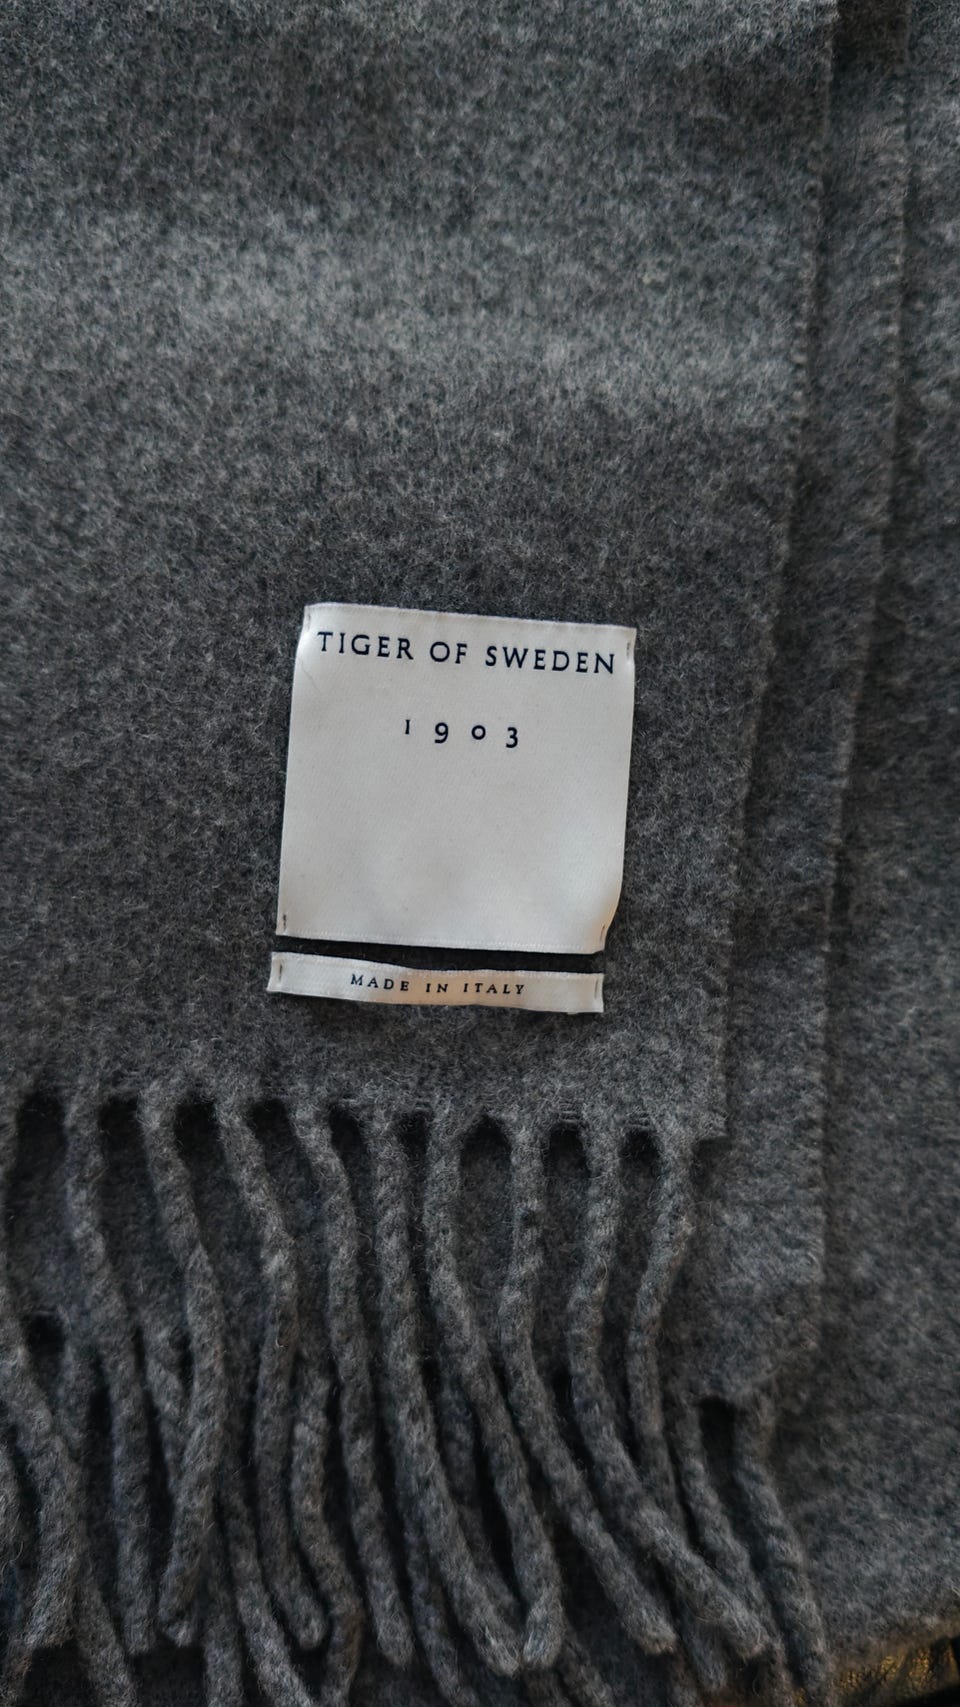 TIGER OF SWEDEN
1903
MADE IN ITALY